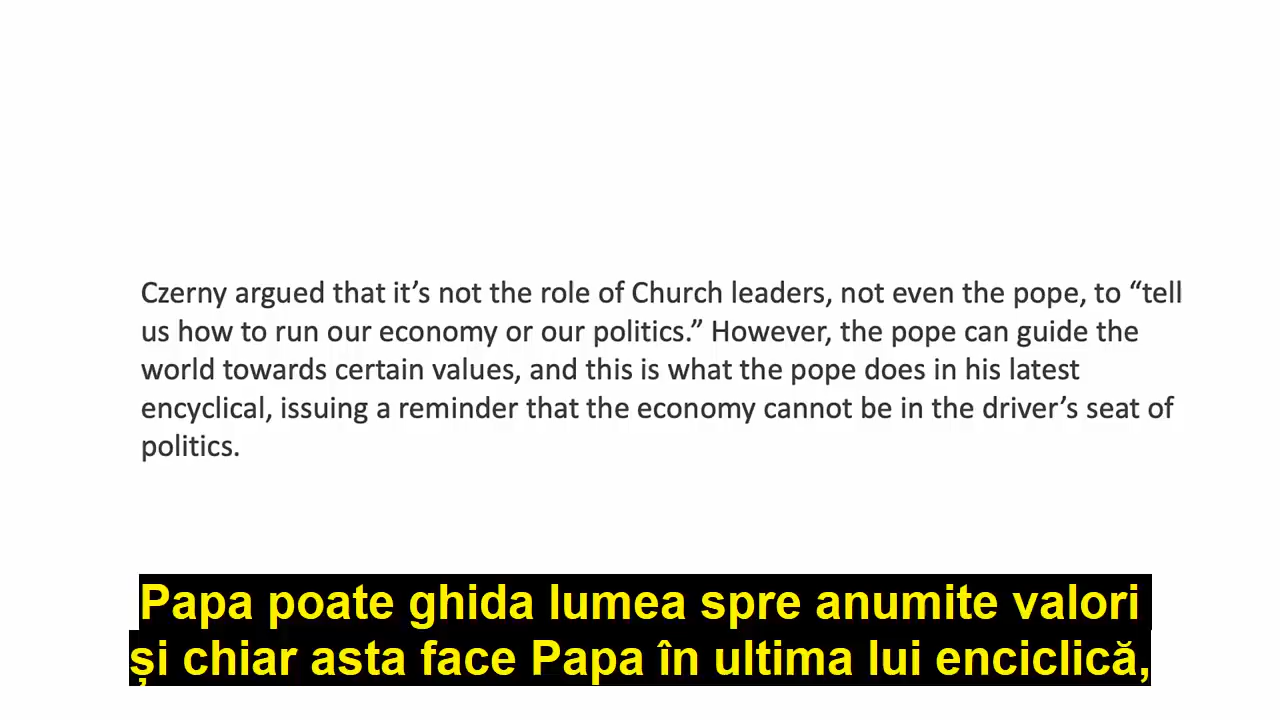 Czerny argued that it’s not the role of Church leaders, not even the pope, to “tell
us how to run our economy or our politics.” However, the pope can guide the
world towards certain values, and this is what the pope does in his latest
encyclical, issuing a reminder that the economy cannot be in the driver’s seat of
politics.
Papa poate ghida lumea spre anumite valori
și chiar asta face Papa în ultima lui enciclică,